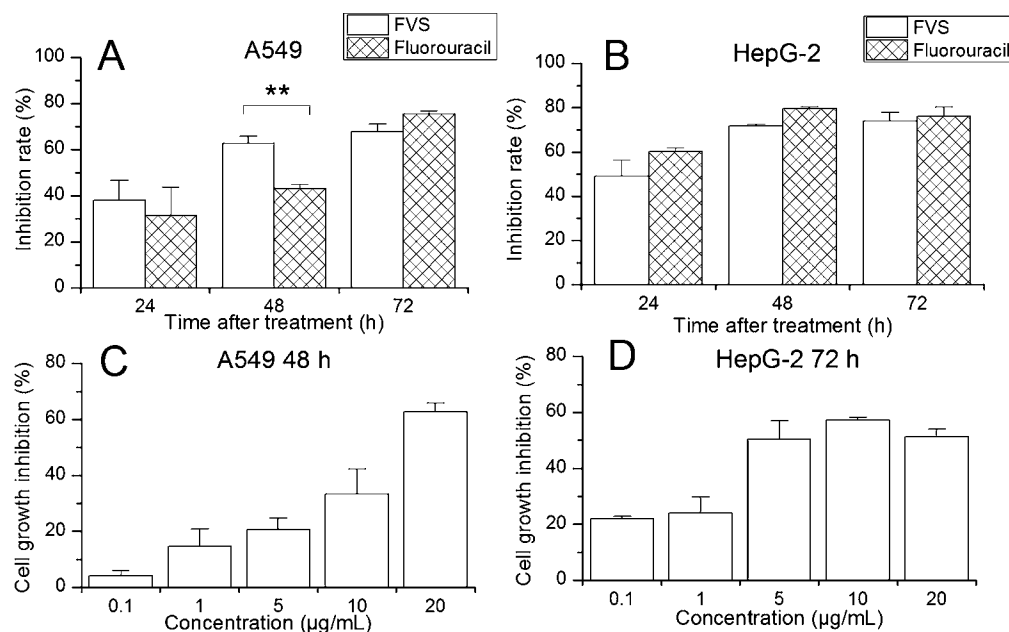 A
A549
FVS
Fluorouracil
**
Inhibition rate (%)
100
80
60
40
20
0
24 48 72
Time after treatment (h)
B
HepG-2
FVS
Fluorouracil
Inhibition rate (%)
100
80
60
40
20
0
24 48 72
Time after treatment (h)
C
A549 48 h
Cell growth inhibition (%)
80
60
40
20
0
0.1 1 5 10 20
Concentration (µg/mL)
D
HepG-2 72 h
Cell growth inhibition (%)
80
60
40
20
0
0.1 1 5 10 20
Concentration (µg/mL)